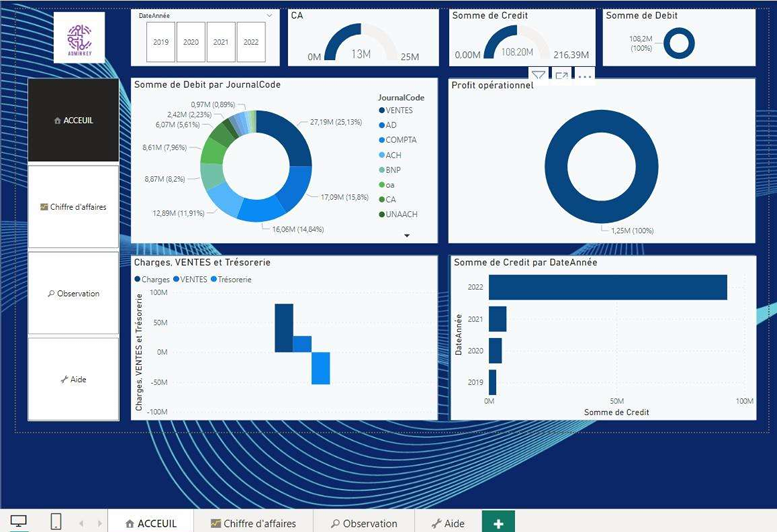 ADMINKEY
DateAnnée
2019
2020
2021
2022
CA
0M
13M
25M
Somme de Credit
0.00M
108.20M
216,39M
Somme de Debit
108,2M
(100%)
ACCEUIL
Chiffre d'affaires
Observation
Aide
Somme de Debit par JournalCode
0,97M (0,89%)
2,42M (2,23%)
6,07M (5,61%)
8,61M (7,96%)
8,87M (8,2%)
12,89M (11,91%)
27,19M (25,13%)
17,09M (15,8%)
16,06M (14,84%)
JournalCode
VENTES
AD
COMPTA
ACH
BNP
oa
CA
UNAACH
Profit opérationnel
1,25M (100%)
Charges, VENTES et Trésorerie
Charges VENTES Trésorerie
Charges, VENTES et Trésorerie
100M
50M
0M
-50M
-100M
Somme de Credit par DateAnnée
DateAnnée
2022
2021
2020
2019
0M
50M
100M
Somme de Credit
ACCEUIL
Chiffre d'affaires
Observation
Aide